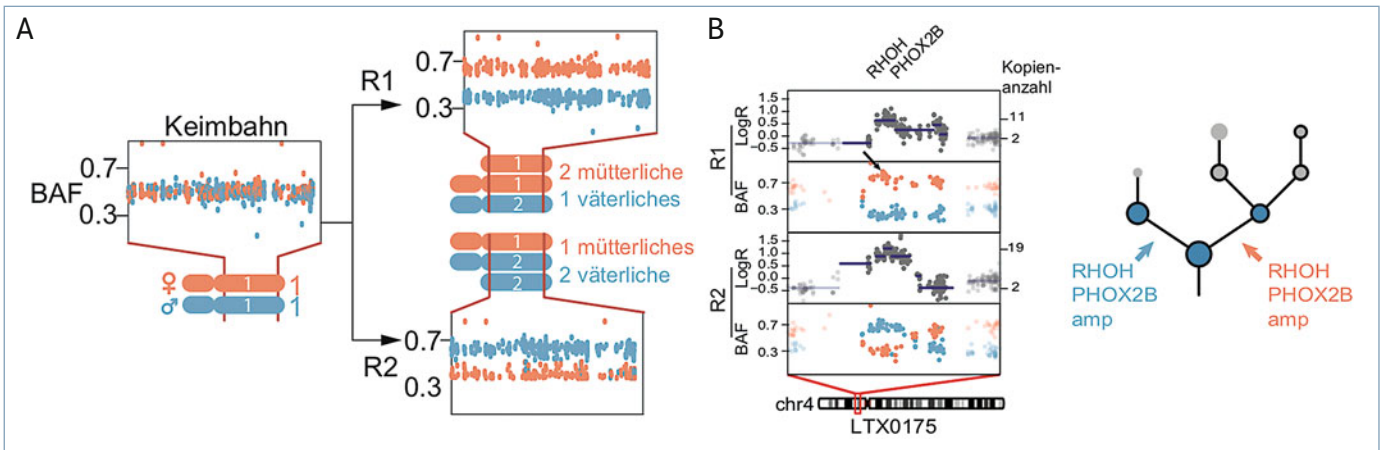 A
Keimbahn
BAF
0.7
0.3
♀
♂
1
1
1
1
R1
0.7
0.3
1
1
2
2 mütterliche
1 väterliches
1
2
2
1 mütterliches
2 väterliche
R2
0.7
0.3
B
RHOH
PHOX2B
Kopien-
anzahl
R1
LogR
1.5
1.0
0.5
0.0
−0.5
11
2
BAF
0.7
0.3
R2
LogR
1.5
1.0
0.5
0.0
−0.5
19
2
BAF
0.7
0.3
chr4
LTX0175
RHOH
PHOX2B
amp
RHOH
PHOX2B
amp